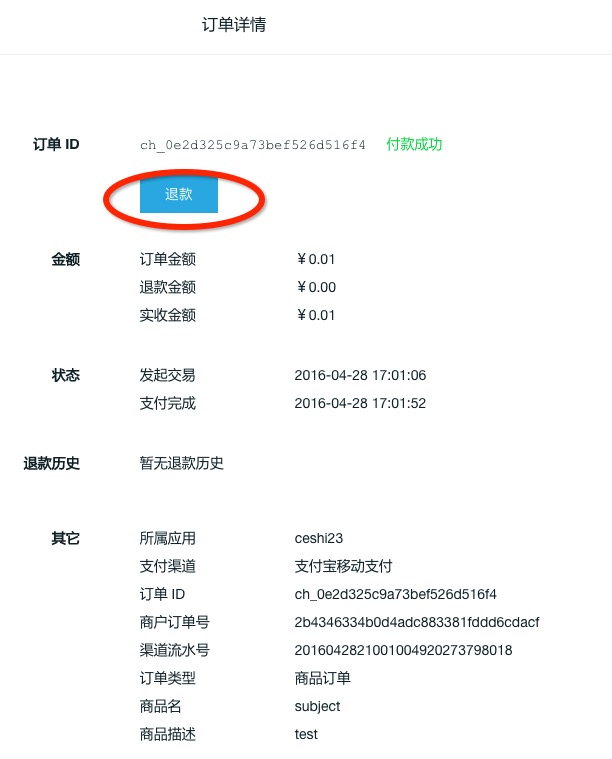 订单详情
订单 ID ch_0e2d325c9a73bef526d516f4 付款成功
退款
金额 订单金额 ￥0.01
退款金额 ￥0.00
实收金额 ￥0.01
状态 发起交易 2016-04-28 17:01:06
支付完成 2016-04-28 17:01:52
退款历史 暂无退款历史
其它 所属应用 ceshi23
支付渠道 支付宝移动支付
订单 ID ch_0e2d325c9a73bef526d516f4
商户订单号 2b4346334b0d4adc883381fddd6cdacf
渠道流水号 2016042821001004920273798018
订单类型 商品订单
商品名 subject
商品描述 test